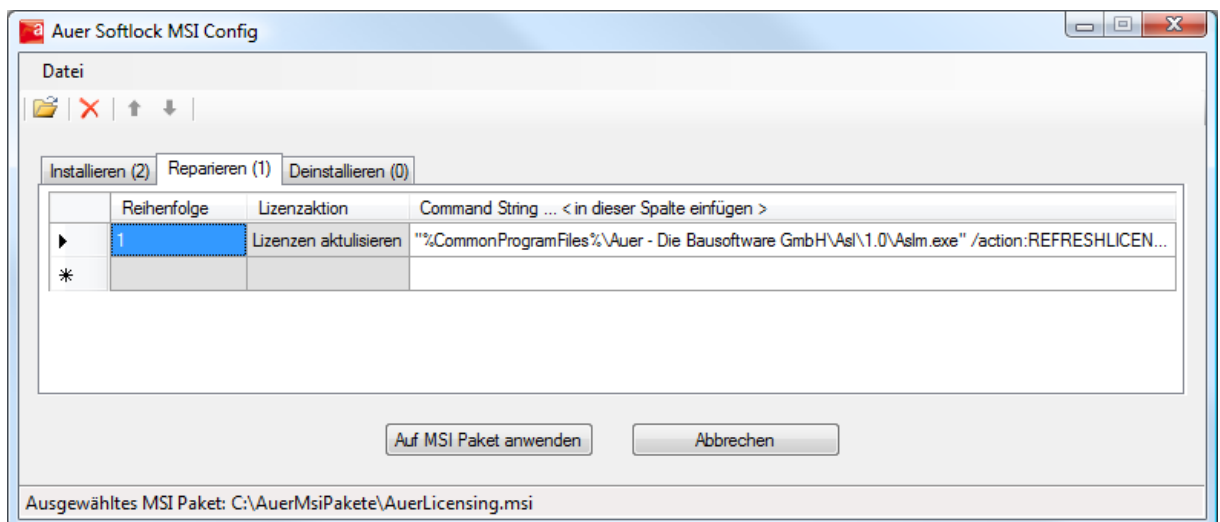 Auer Softlock MSI Config
Datei
Installieren (2) Reparieren (1) Deinstallieren (0)
Reihenfolge Lizenzaktion Command String ... < in dieser Spalte einfügen >
1 Lizenzen aktulisieren "%CommonProgramFiles%\Auer - Die Bausoftware GmbH\Asl\1.0\Aslm.exe" /action:REFRESHLICEN...
Auf MSI Paket anwenden Abbrechen
Ausgewähltes MSI Paket: C:\AuerMsiPakete\AuerLicensing.msi